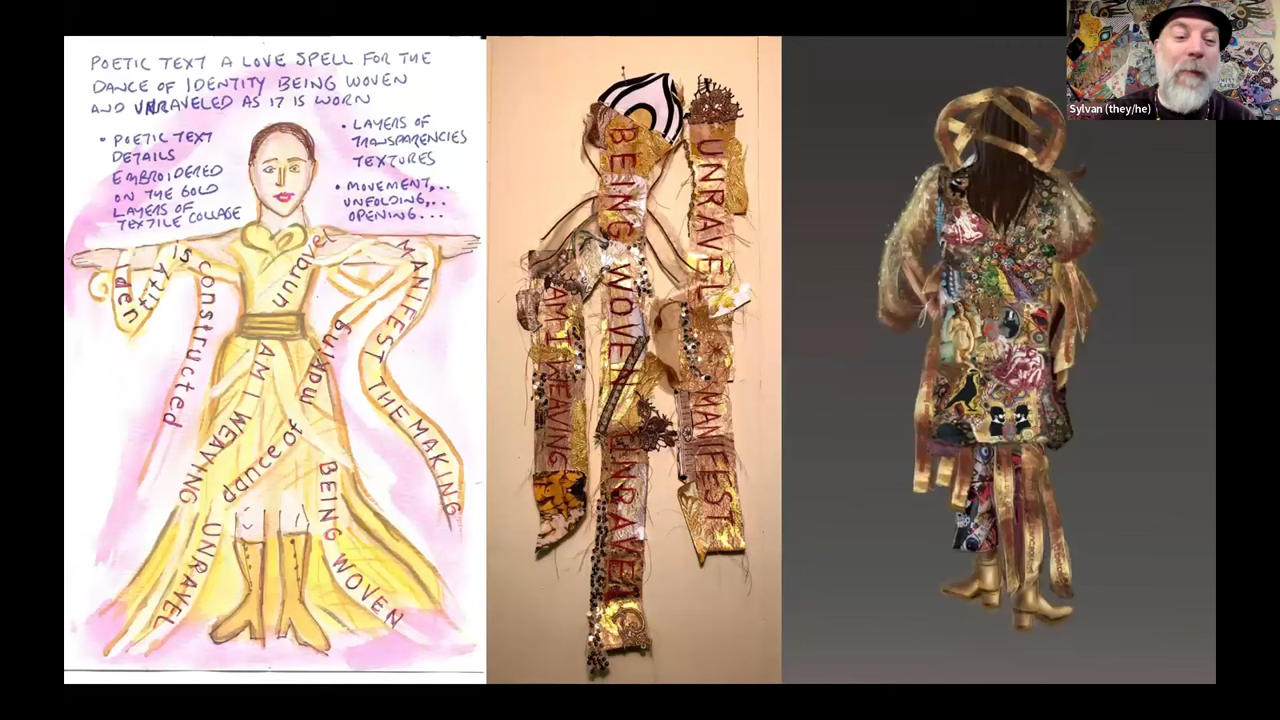 POETIC TEXT A LOVE SPELL FOR THE
DANCE OF IDENTITY BEING WOVEN
AND UNRAVELED AS IT IS WORN
• POETIC TEXT
DETAILS
EMBROIDERED
ON THE GOLD
LAYERS OF
TEXTILE COLLAGE
• LAYERS OF
TRANSPARENCIES
TEXTURES
• MOVEMENT...
UNFOLDING...
OPENING...
identity
is
constructed
unravel
making
MANIFEST THE MAKING
AM I WEAVING
dance of
BEING WOVEN
UNRAVEL
AM I WEAVING
BEING WOVEN
UNRAVEL
UNRAVEL
MANIFEST
Sylvan (they/he)